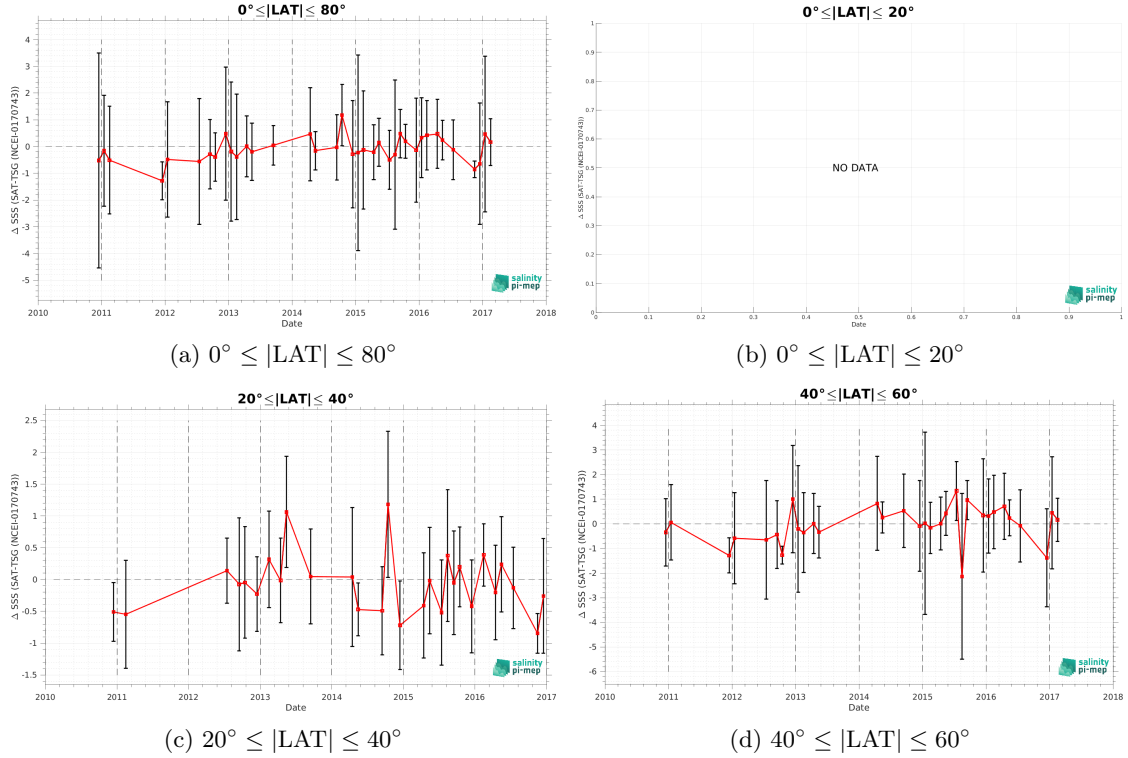 0°≤|LAT|≤ 80°
Δ SSS (SAT-TSG (NCEI-0170743))
4
3
2
1
0
-1
-2
-3
-4
-5
2010 2011 2012 2013 2014 2015 2016 2017 2018
Date
salinity
pi-mep
(a) 0° ≤ |LAT| ≤ 80°
0°≤|LAT|≤ 20°
Δ SSS (SAT-TSG (NCEI-0170743))
1
0.9
0.8
0.7
0.6
0.5
0.4
0.3
0.2
0.1
0
NO DATA
0 0.1 0.2 0.3 0.4 0.5 0.6 0.7 0.8 0.9 1
Date
salinity
pi-mep
(b) 0° ≤ |LAT| ≤ 20°
20°≤|LAT|≤ 40°
Δ SSS (SAT-TSG (NCEI-0170743))
2.5
2
1.5
1
0.5
0
-0.5
-1
-1.5
2010 2011 2012 2013 2014 2015 2016 2017
Date
salinity
pi-mep
(c) 20° ≤ |LAT| ≤ 40°
40°≤|LAT|≤ 60°
Δ SSS (SAT-TSG (NCEI-0170743))
4
3
2
1
0
-1
-2
-3
-4
-5
-6
2010 2011 2012 2013 2014 2015 2016 2017 2018
Date
salinity
pi-mep
(d) 40° ≤ |LAT| ≤ 60°